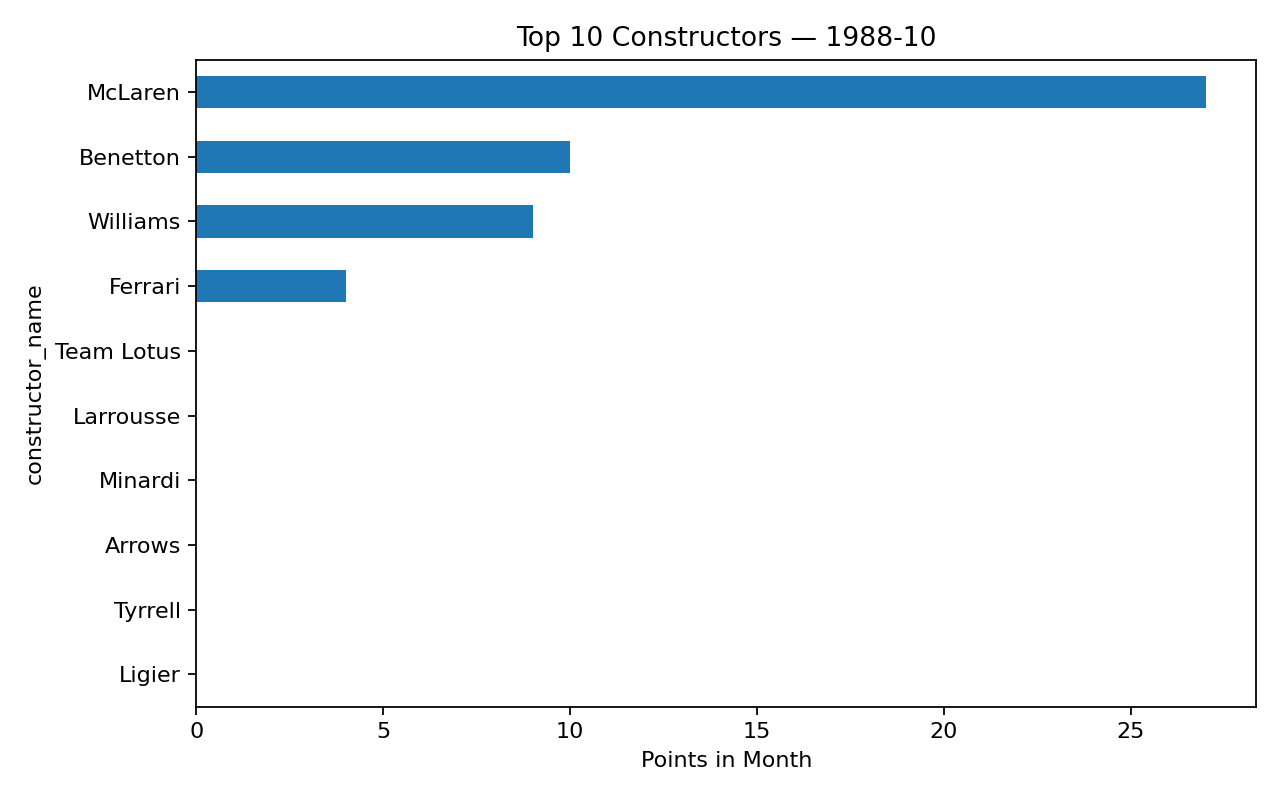 Top 10 Constructors — 1988-10
McLaren
Benetton
Williams
Ferrari
Team Lotus
Larrousse
Minardi
Arrows
Tyrrell
Ligier
constructor_name
0 5 10 15 20 25
Points in Month